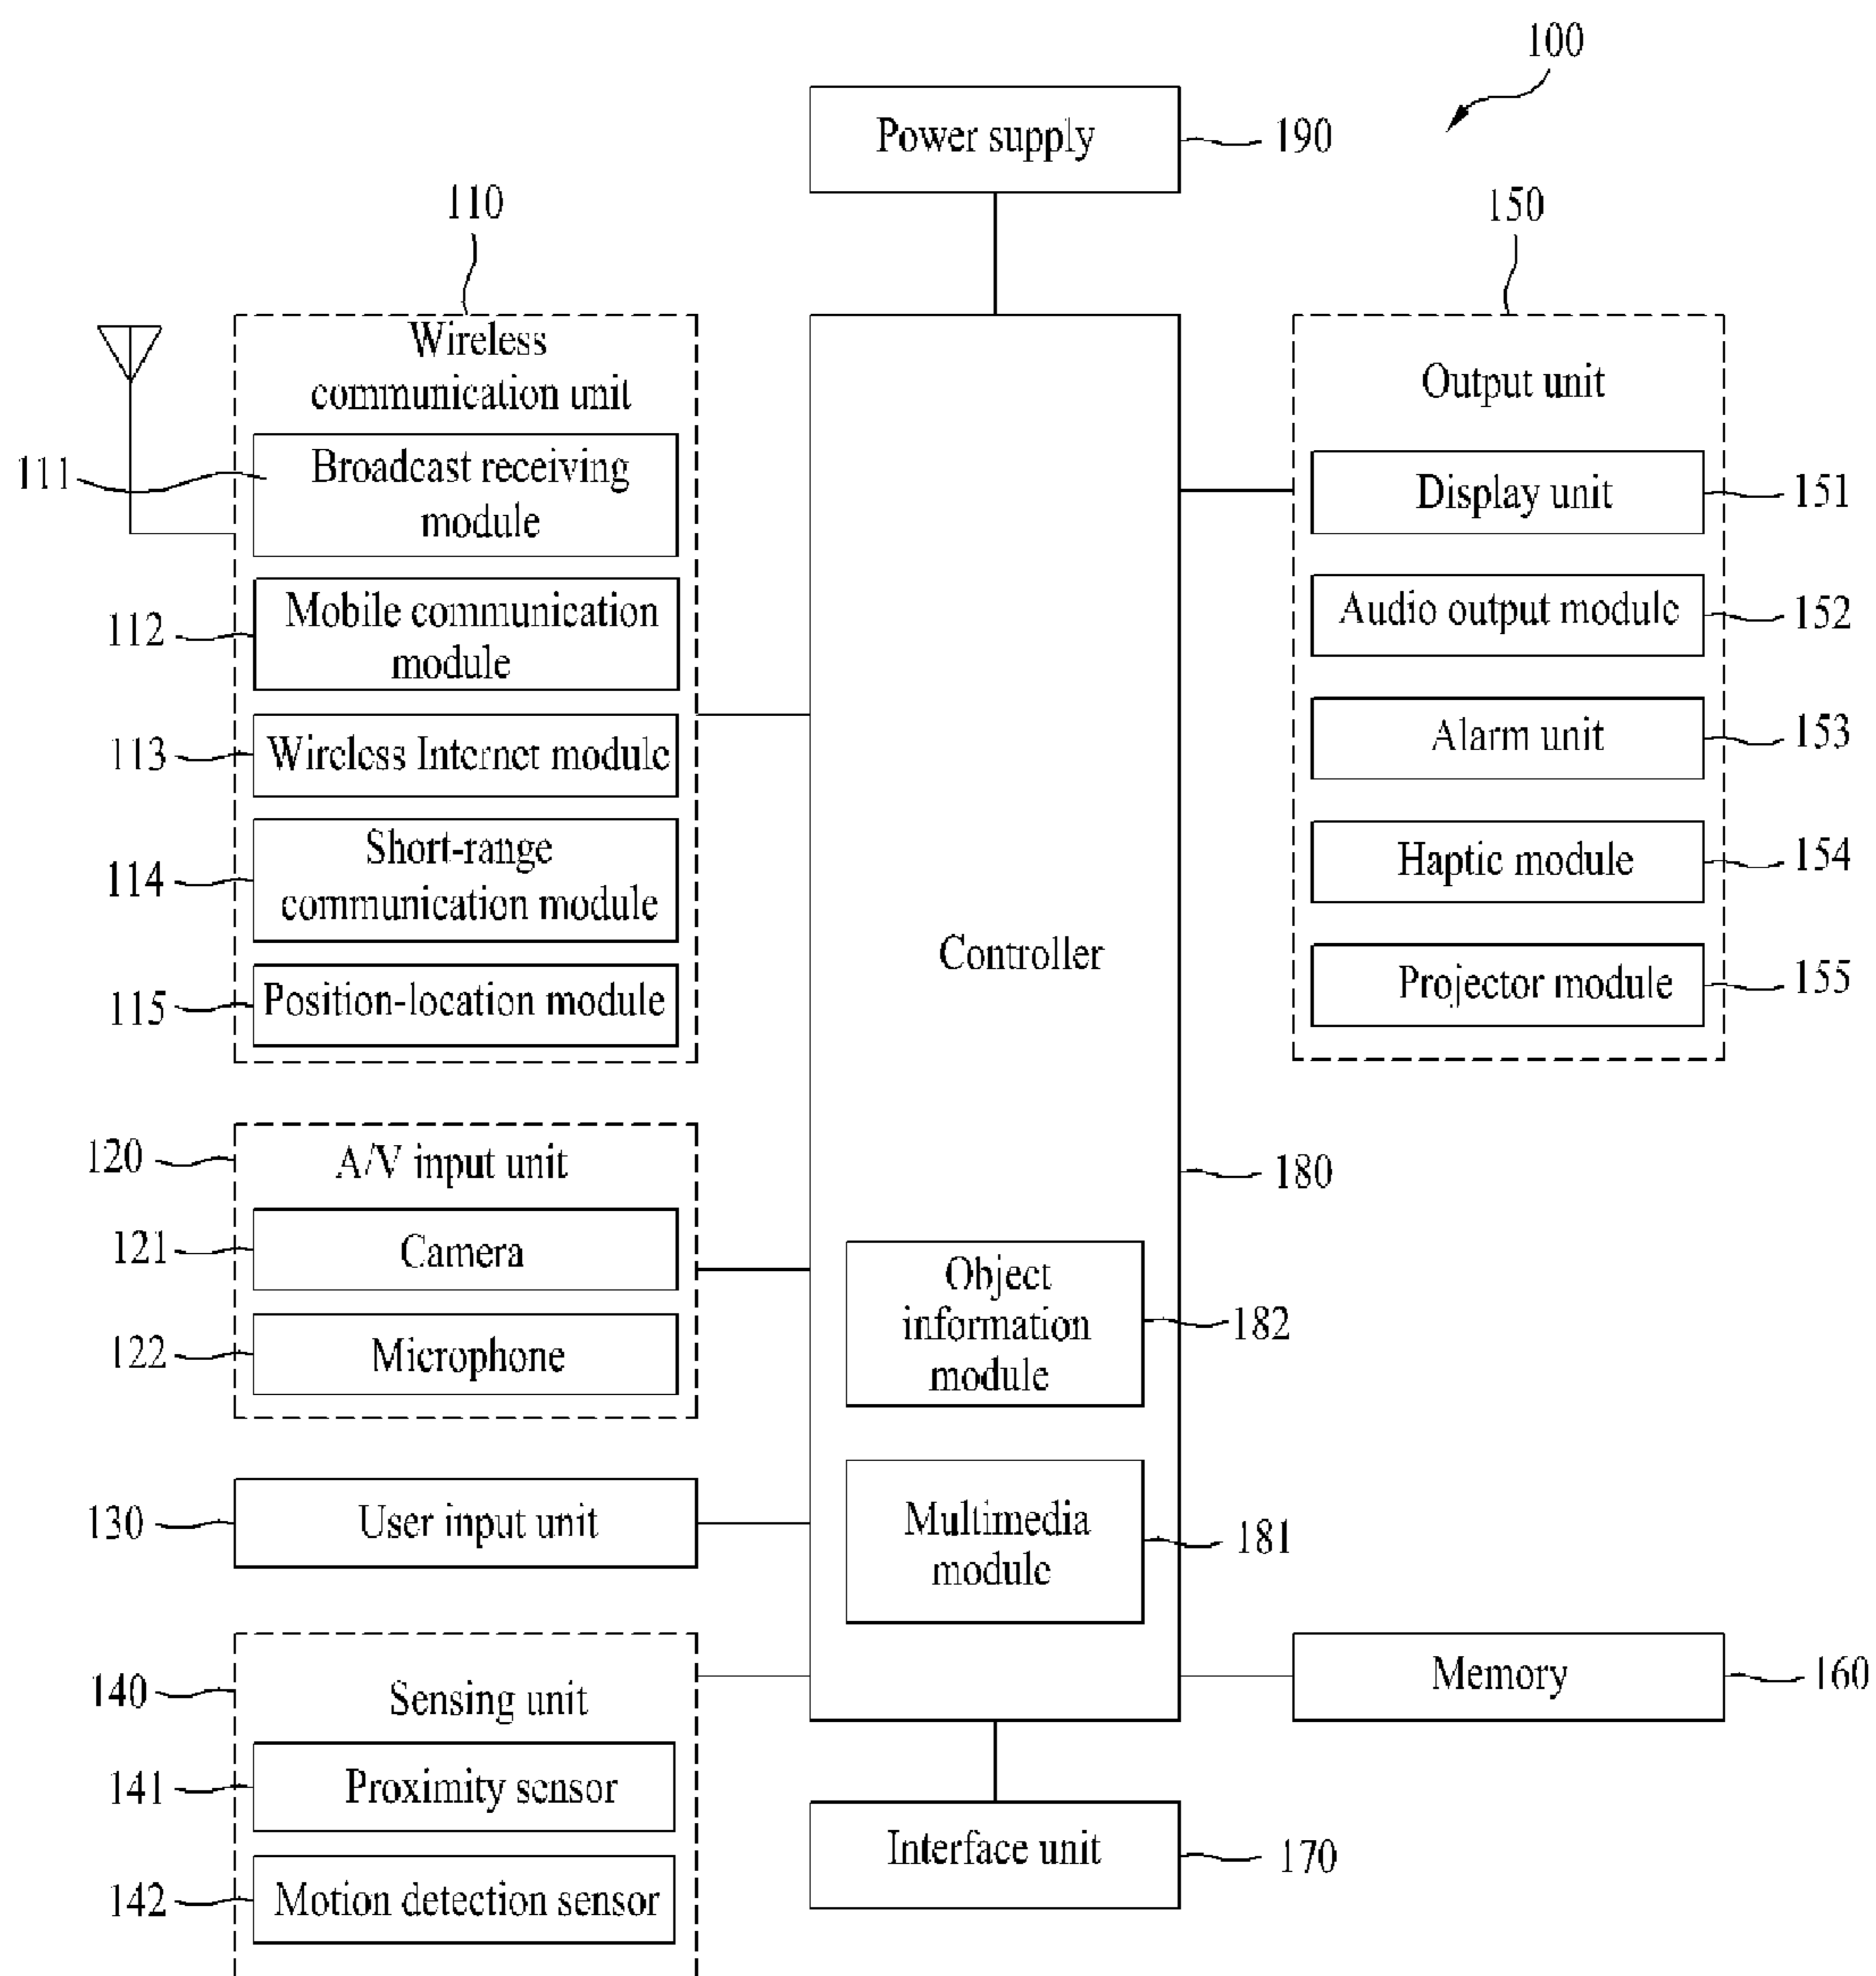 100
Power supply
190
110
150
Wireless
communication unit
Output unit
111
Broadcast receiving
module
Display unit
151
112
Mobile communication
module
Audio output module
152
113
Wireless Internet module
Alarm unit
153
114
Short-range
communication module
Haptic module
154
Controller
115
Position-location module
Projector module
155
120
A/V input unit
180
121
Camera
Object
information
module
182
122
Microphone
130
User input unit
Multimedia
module
181
140
Sensing unit
Memory
160
141
Proximity sensor
Interface unit
170
142
Motion detection sensor